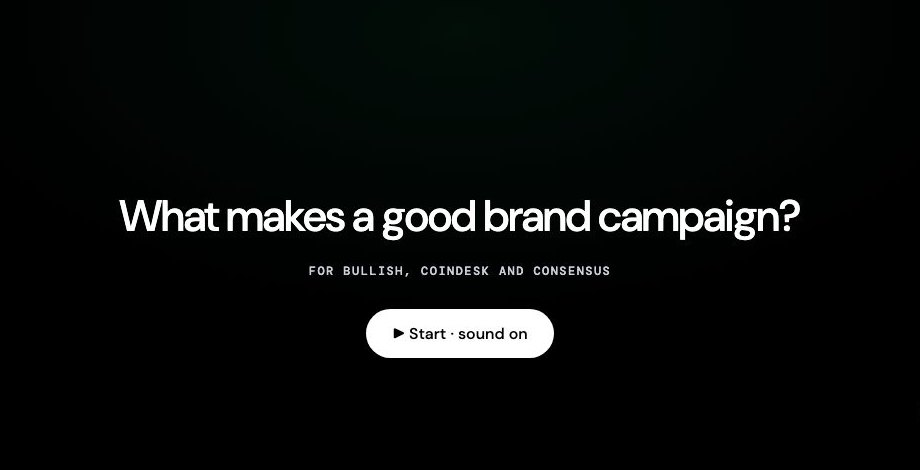 What makes a good brand campaign?
FOR BULLISH, COINDESK AND CONSENSUS
▶ Start · sound on